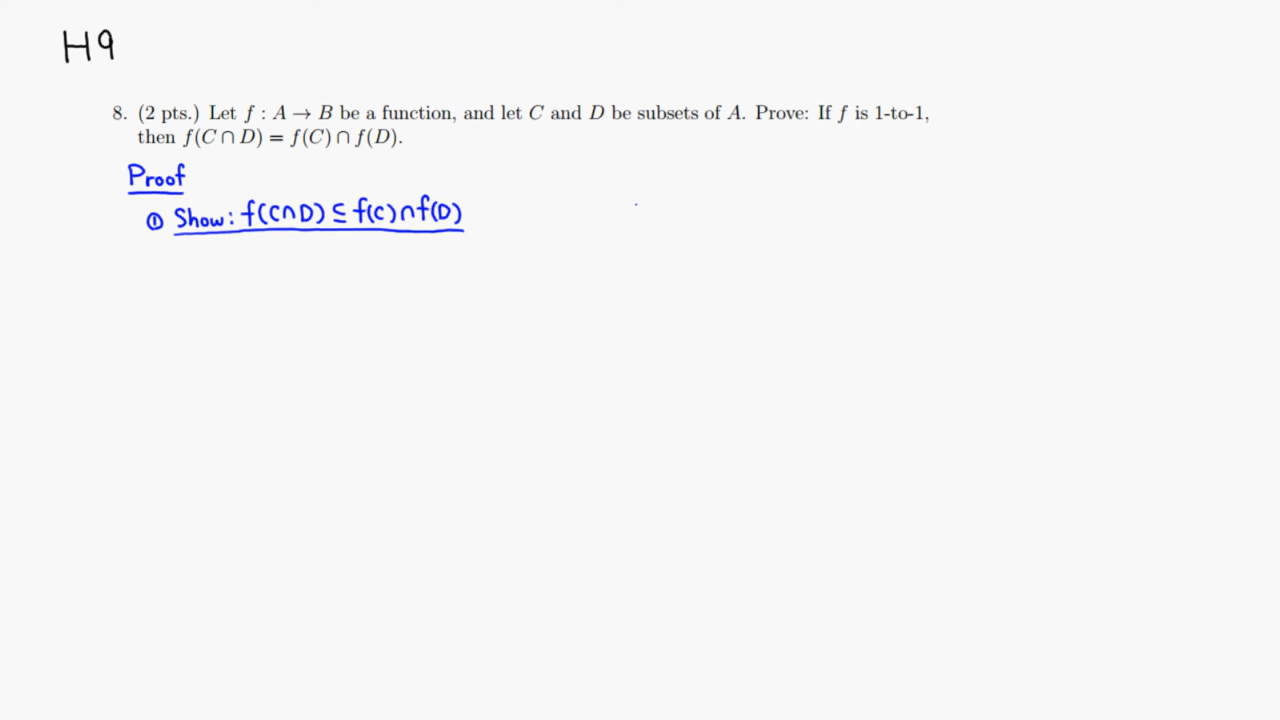 H9
8. (2 pts.) Let f : A → B be a function, and let C and D be subsets of A. Prove: If f is 1-to-1,
then f(C ∩ D) = f(C) ∩ f(D).
Proof
① Show: f(C∩D) ⊆ f(C)∩f(D)